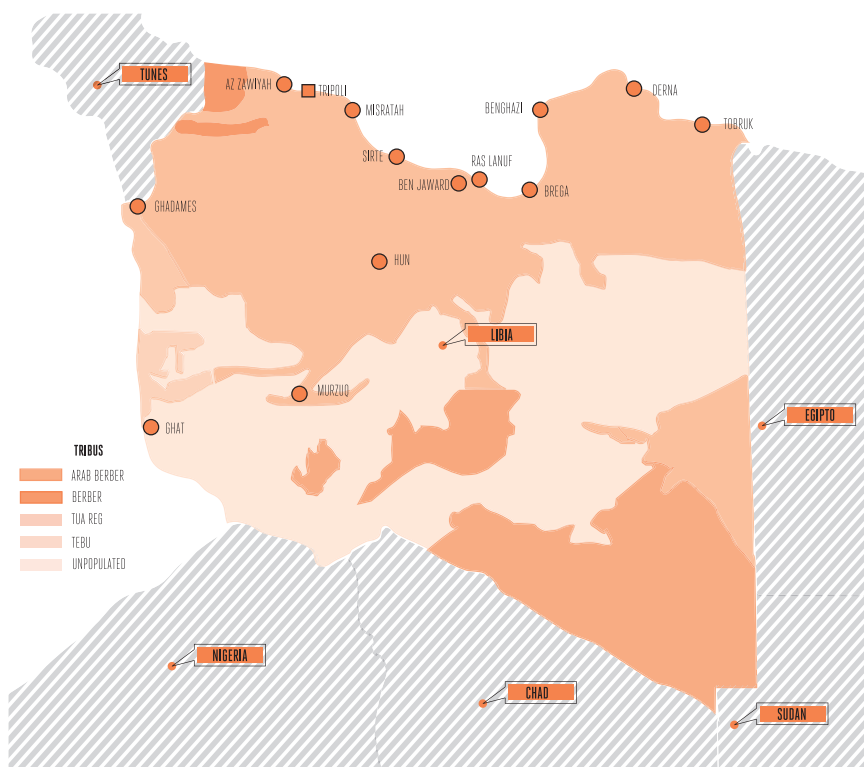 TUNES
AZ ZAWIYAH
TRIPOLI
MISRATAH
BENGHAZI
DERNA
TOBRUK
SIRTE
RAS LANUF
BEN JAWARD
BREGA
GHADAMES
HUN
LIBIA
MURZUQ
GHAT
EGIPTO
TRIBUS
ARAB BERBER
BERBER
TUA REG
TEBU
UNPOPULATED
NIGERIA
CHAD
SUDAN